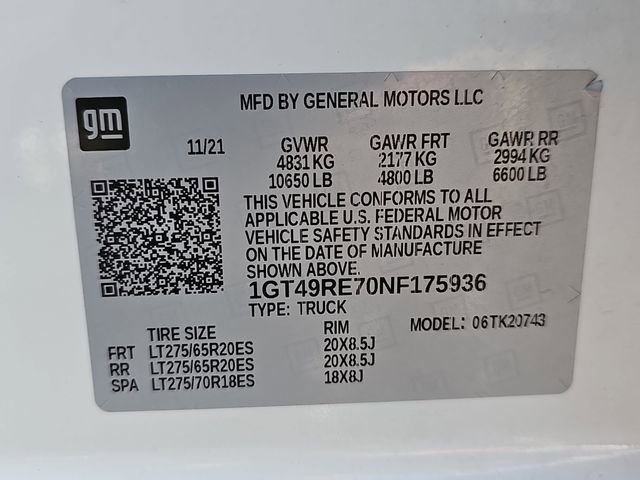 gm
MFD BY GENERAL MOTORS LLC
11/21 GVWR GAWR FRT GAWR RR
4831 KG 2177 KG 2994 KG
10650 LB 4800 LB 6600 LB
THIS VEHICLE CONFORMS TO ALL
APPLICABLE U.S. FEDERAL MOTOR
VEHICLE SAFETY STANDARDS IN EFFECT
ON THE DATE OF MANUFACTURE
SHOWN ABOVE.
1GT49RE70NF175936
TYPE: TRUCK
MODEL: 06TK20743
TIRE SIZE RIM
FRT LT275/65R20ES 20X8.5J
RR LT275/65R20ES 20X8.5J
SPA LT275/70R18ES 18X8J